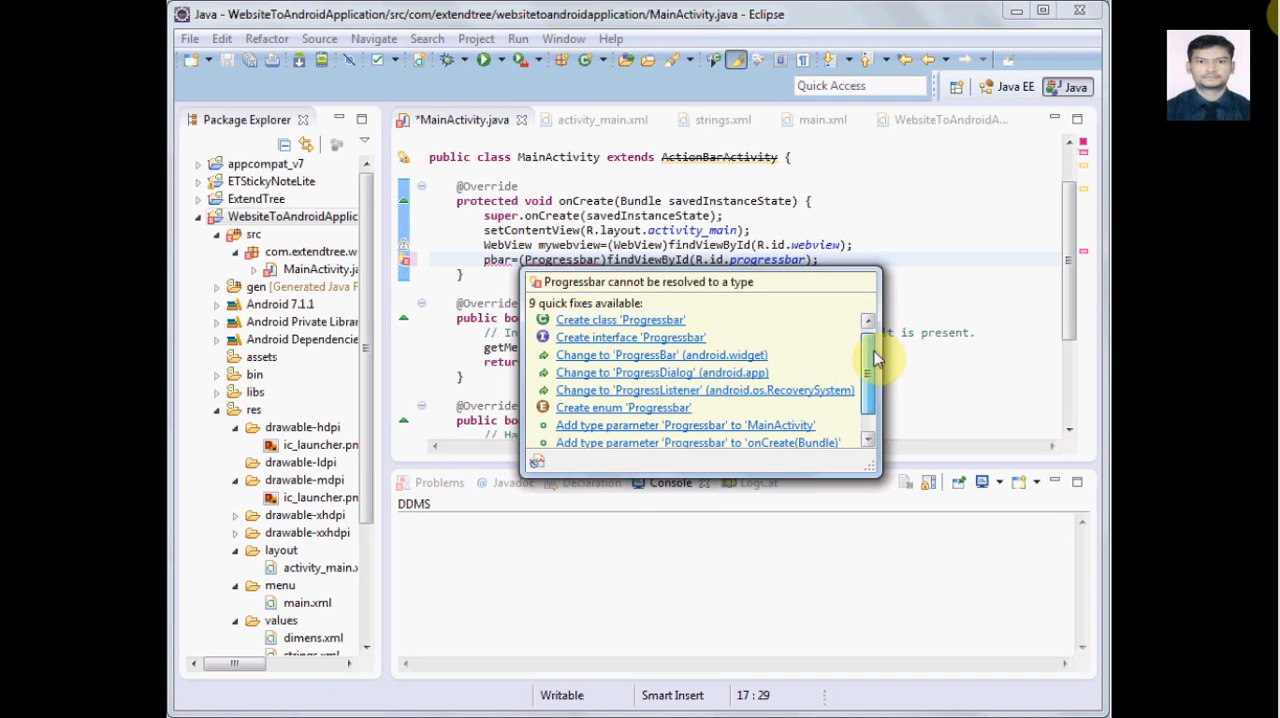 Java - WebsiteToAndroidApplication/src/com/extendtree/websitetoandroidapplication/MainActivity.java - Eclipse
File Edit Refactor Source Navigate Search Project Run Window Help
Quick Access
Java EE
Java
Package Explorer
*MainActivity.java
activity_main.xml
strings.xml
main.xml
WebsiteToAndroidA...
appcompat_v7
ETStickyNoteLite
ExtendTree
WebsiteToAndroidApplic
src
com.extendtree.w
MainActivity.ja
gen [Generated Java F
Android 7.1.1
Android Private Librar
Android Dependencie
assets
bin
libs
res
drawable-hdpi
ic_launcher.pn
drawable-ldpi
drawable-mdpi
ic_launcher.pn
drawable-xhdpi
drawable-xxhdpi
layout
activity_main.x
menu
main.xml
values
dimens.xml
strings.xml
public class MainActivity extends ActionBarActivity {
@Override
protected void onCreate(Bundle savedInstanceState) {
super.onCreate(savedInstanceState);
setContentView(R.layout.activity_main);
WebView mywebview=(WebView)findViewById(R.id.webview);
pbar=(Progressbar)findViewById(R.id.progressbar);
}
@Overrid
public bo
// In
t is present.
getMe
retur
}
@Overrid
public bo
// Ha
Progressbar cannot be resolved to a type
9 quick fixes available:
Create class 'Progressbar'
Create interface 'Progressbar'
Change to 'ProgressBar' (android.widget)
Change to 'ProgressDialog' (android.app)
Change to 'ProgressListener' (android.os.RecoverySystem)
Create enum 'Progressbar'
Add type parameter 'Progressbar' to 'MainActivity'
Add type parameter 'Progressbar' to 'onCreate(Bundle)'
Problems
@ Javadoc
Declaration
Console
LogCat
DDMS
Writable
Smart Insert
17 : 29